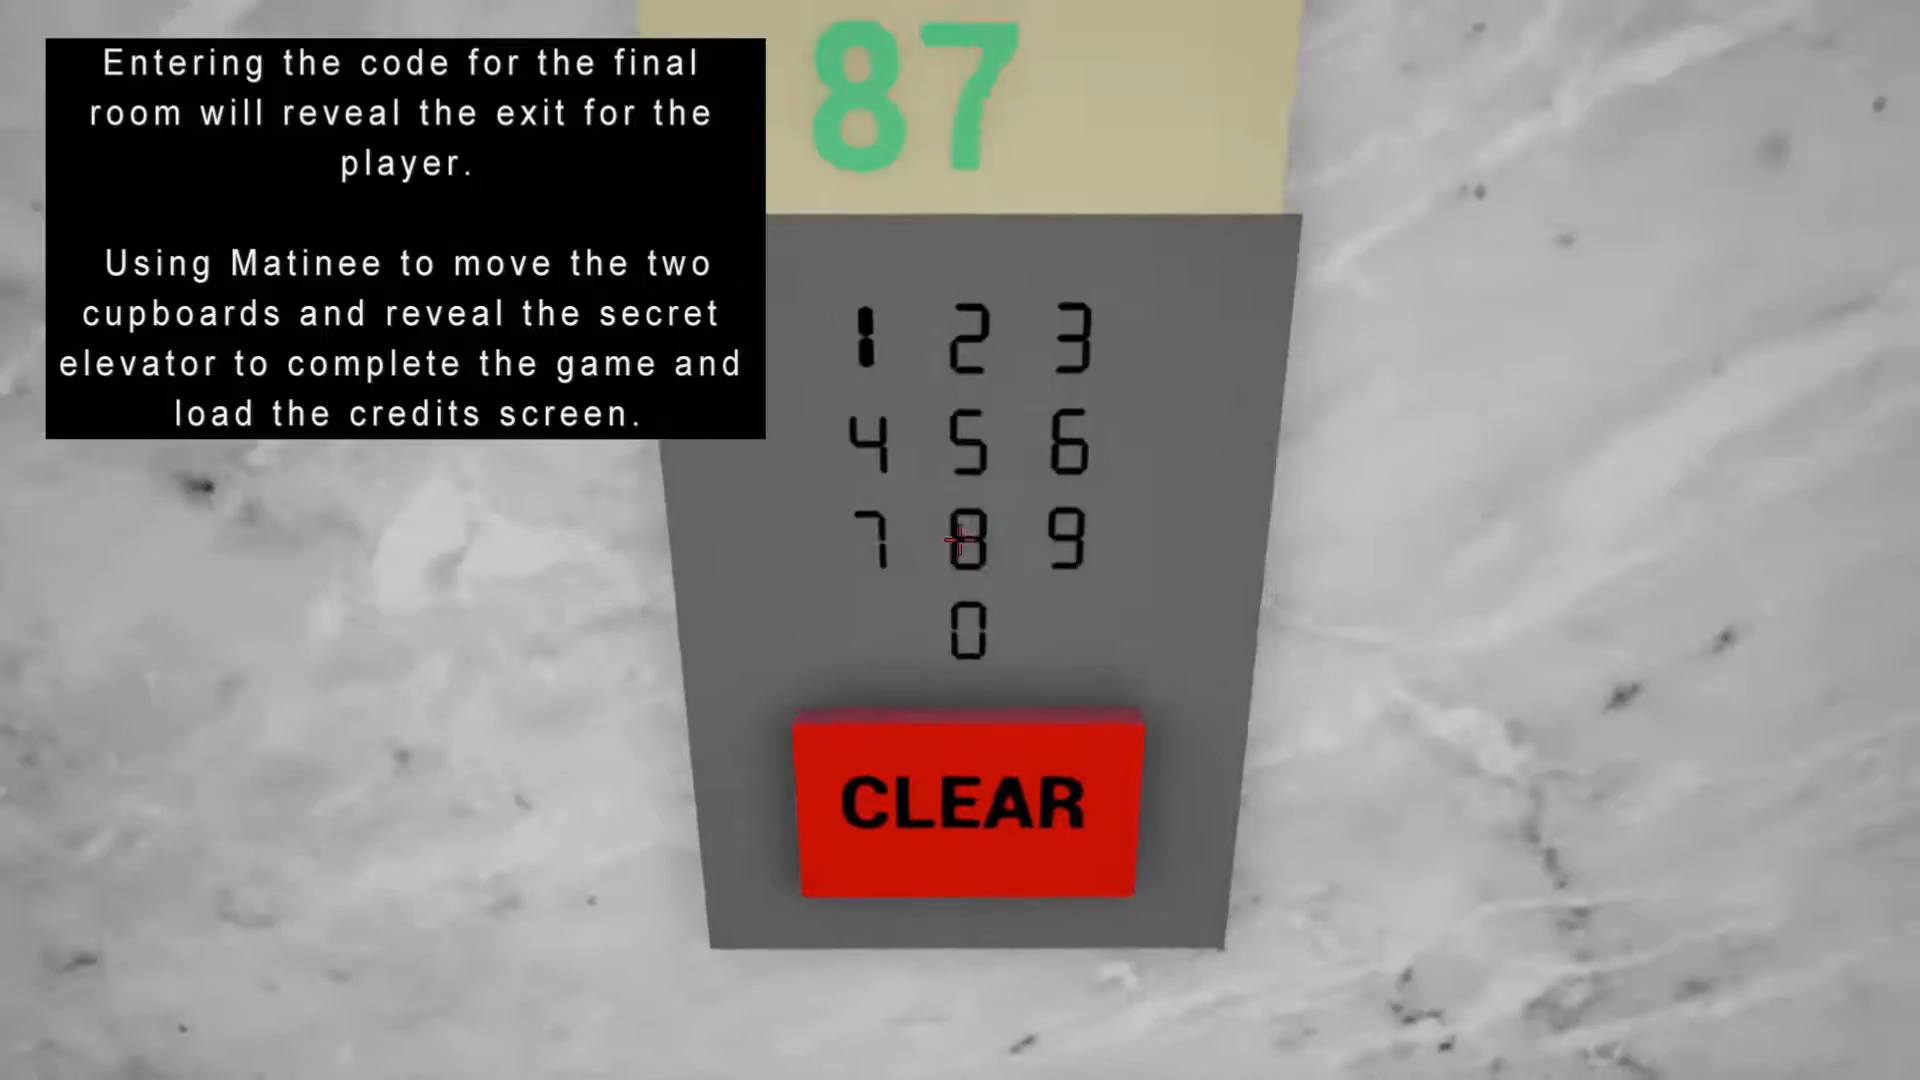 Entering the code for the final
room will reveal the exit for the
player.
Using Matinee to move the two
cupboards and reveal the secret
elevator to complete the game and
load the credits screen.
87
1 2 3
4 5 6
7 8 9
0
CLEAR